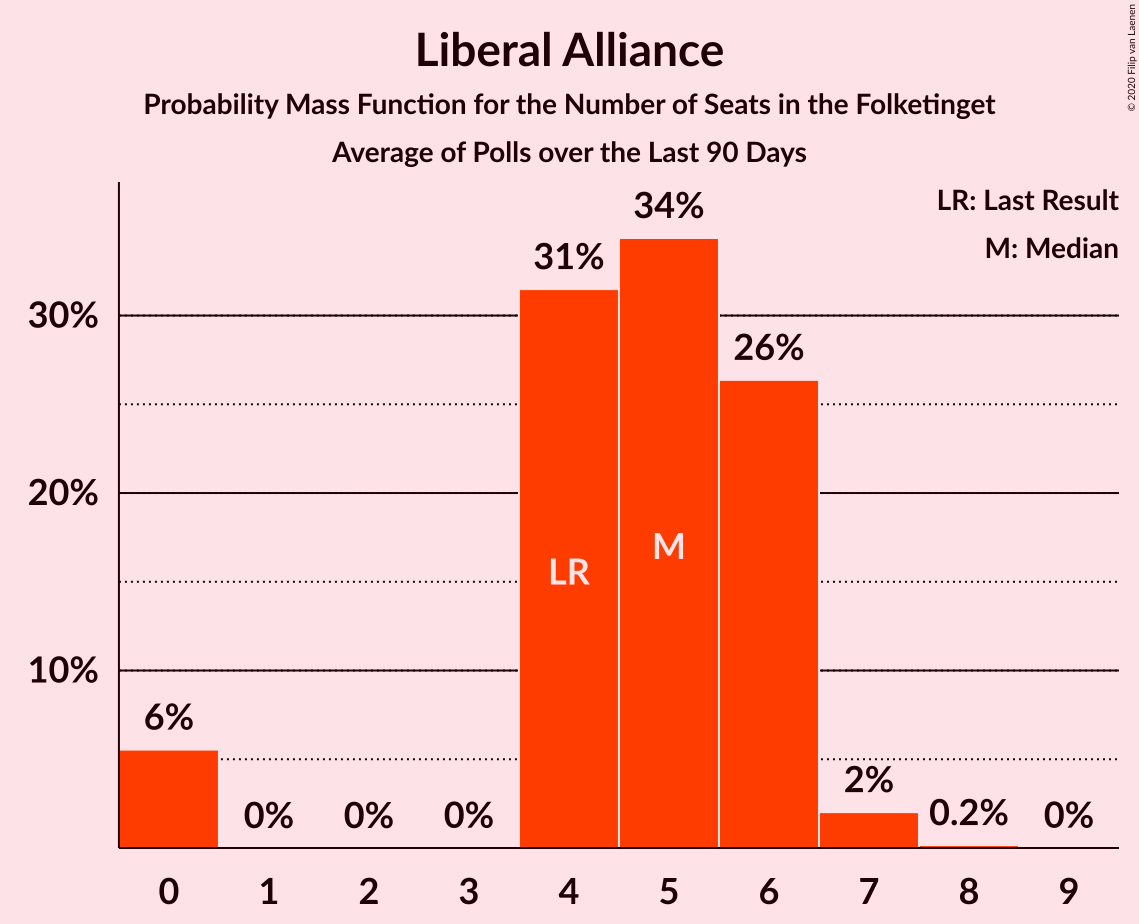 Liberal Alliance
Probability Mass Function for the Number of Seats in the Folketinget
Average of Polls over the Last 90 Days
© 2020 Filip van Laenen
LR: Last Result
M: Median
30%
20%
10%
6%
0%
0%
0%
31%
34%
26%
2%
0.2%
0%
LR
M
0 1 2 3 4 5 6 7 8 9